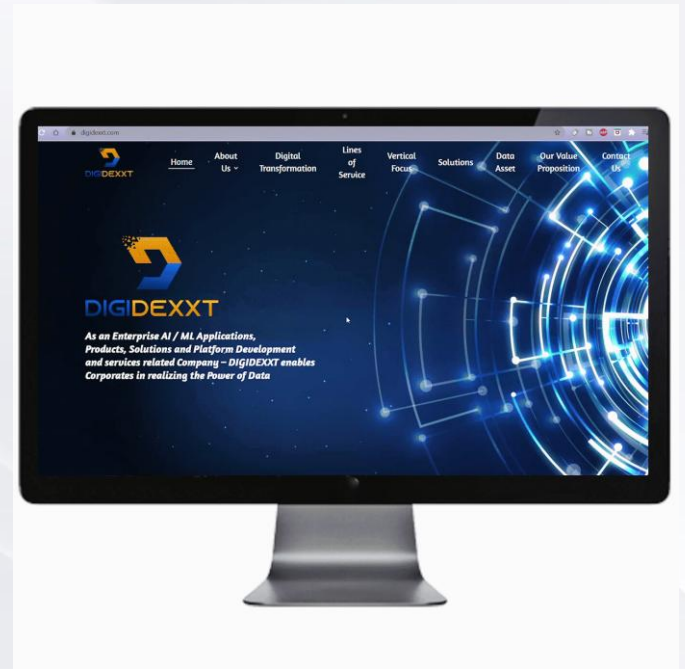 digidexxt.com
DIGIDEXXT
Home
About
Us
Digital
Transformation
Lines
of
Service
Vertical
Focus
Solutions
Data
Asset
Our Value
Proposition
Contact
Us
DIGIDEXXT
As an Enterprise AI / ML Applications,
Products, Solutions and Platform Development
and services related Company – DIGIDEXXT enables
Corporates in realizing the Power of Data